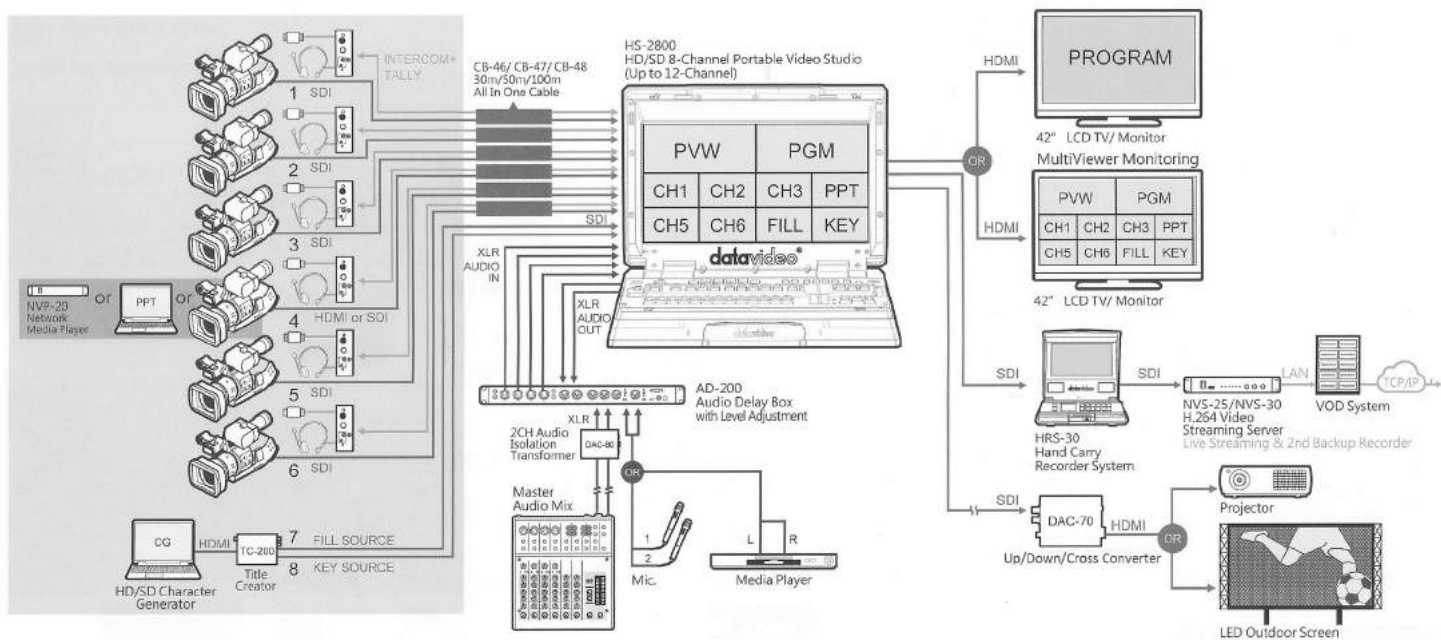 INTERCOM+
TALLY
1 SDI
2 SDI
3 SDI
4 HDMI or SDI
5 SDI
6 SDI
NVP-20
Network
Media Player
or
PPT
or
CG
HDMI
TC-200
7 FILL SOURCE
8 KEY SOURCE
HD/SD Character
Generator
Title
Creator
CB-46/ CB-47/ CB-48
30m/50m/100m
All In One Cable
SDI
HS-2800
HD/SD 8-Channel Portable Video Studio
(Up to 12-Channel)
PVW PGM
CH1 CH2 CH3 PPT
CH5 CH6 FILL KEY
datavideo
datavideo
XLR
AUDIO
IN
XLR
AUDIO
OUT
AD-200
Audio Delay Box
with Level Adjustment
XLR
2CH Audio
Isolation
Transformer
DAC-80
OR
Master
Audio Mix
1
2
Mic.
L R
Media Player
OR
HDMI
PROGRAM
42" LCD TV/ Monitor
MultiViewer Monitoring
HDMI
PVW PGM
CH1 CH2 CH3 PPT
CH5 CH6 FILL KEY
42" LCD TV/ Monitor
SDI
datavideo
HRS-30
Hand Carry
Recorder System
SDI
NVS-25/NVS-30
H.264 Video
Streaming Server
Live Streaming & 2nd Backup Recorder
LAN
VOD System
TCP/IP
SDI
DAC-70
Up/Down/Cross Converter
HDMI
OR
Projector
LED Outdoor Screen